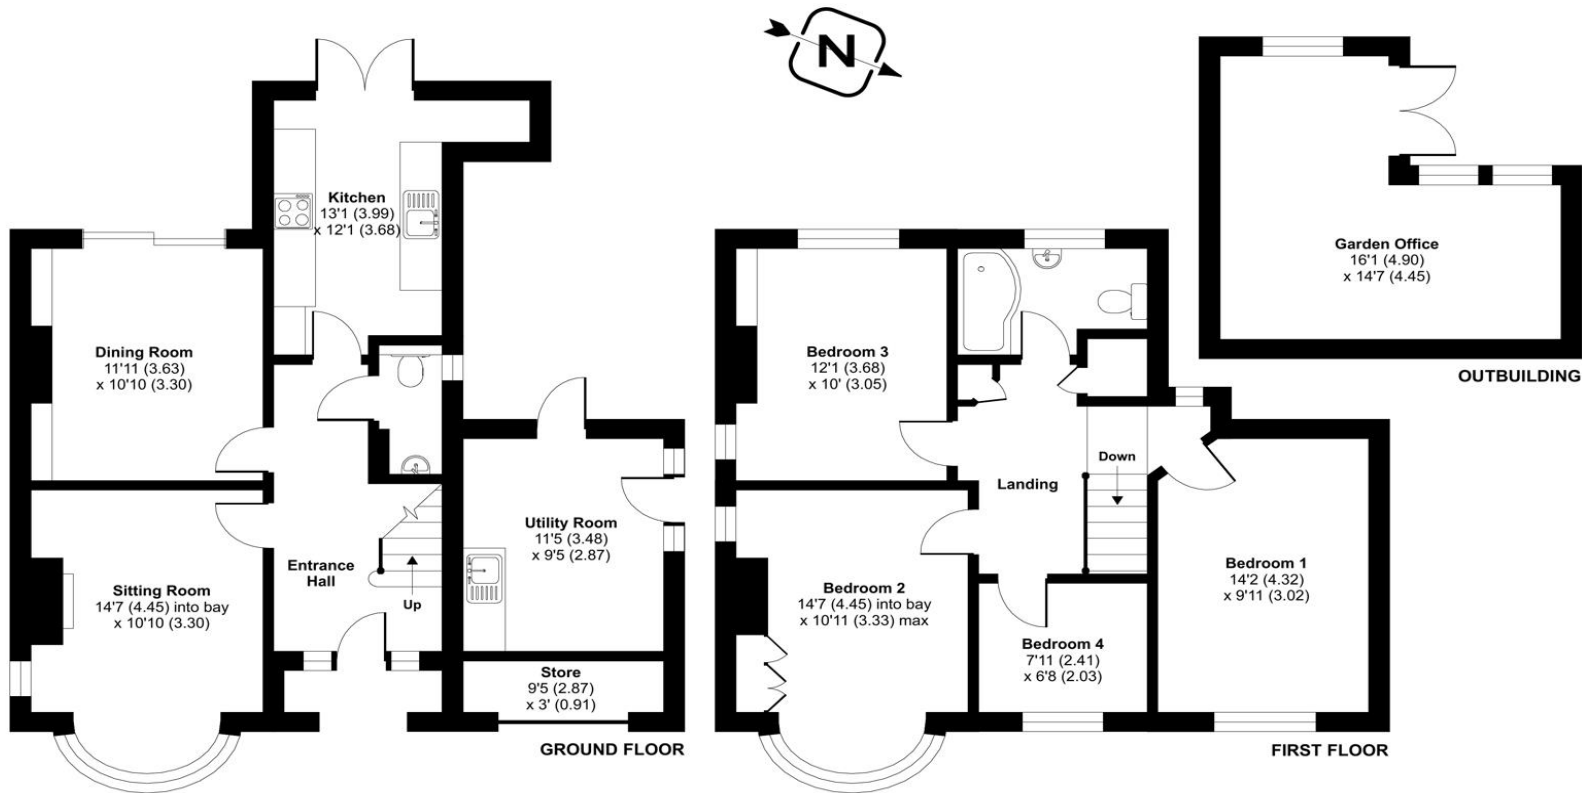 N
Kitchen
13'1 (3.99)
x 12'1 (3.68)
Dining Room
11'11 (3.63)
x 10'10 (3.30)
Sitting Room
14'7 (4.45) into bay
x 10'10 (3.30)
Entrance
Hall
Up
Utility Room
11'5 (3.48)
x 9'5 (2.87)
Store
9'5 (2.87)
x 3' (0.91)
GROUND FLOOR
Bedroom 3
12'1 (3.68)
x 10' (3.05)
Landing
Down
Bedroom 2
14'7 (4.45) into bay
x 10'11 (3.33) max
Bedroom 4
7'11 (2.41)
x 6'8 (2.03)
Bedroom 1
14'2 (4.32)
x 9'11 (3.02)
FIRST FLOOR
Garden Office
16'1 (4.90)
x 14'7 (4.45)
OUTBUILDING